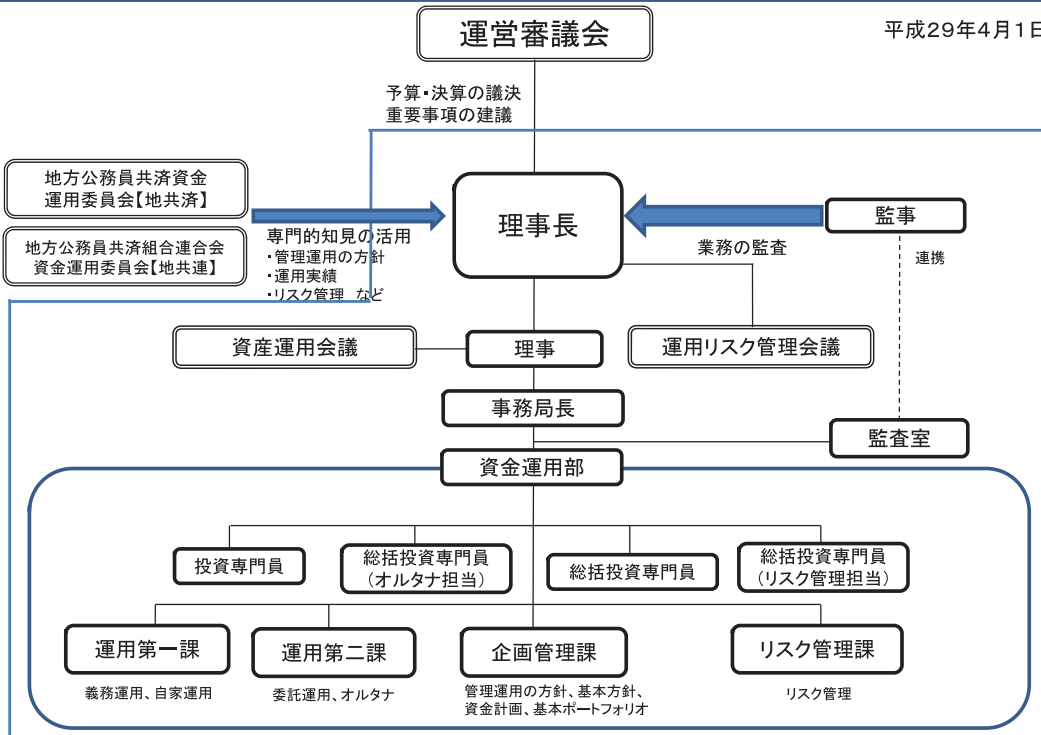 運営審議会
平成29年4月1日
予算・決算の議決
重要事項の建議
地方公務員共済資金
運用委員会【地共済】
地方公務員共済組合連合会
資金運用委員会【地共連】
専門的知見の活用
・管理運用の方針
・運用実績
・リスク管理 など
理事長
監事
業務の監査
連携
資産運用会議
理事
運用リスク管理会議
事務局長
監査室
資金運用部
投資専門員
総括投資専門員
(オルタナ担当)
総括投資専門員
総括投資専門員
(リスク管理担当)
運用第一課
運用第二課
企画管理課
リスク管理課
義務運用、自家運用
委託運用、オルタナ
管理運用の方針、基本方針、
資金計画、基本ポートフォリオ
リスク管理